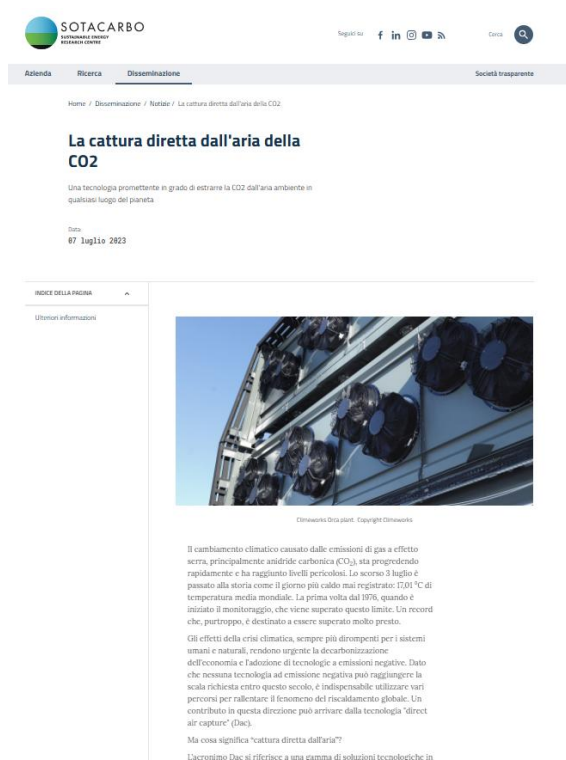 SOTACARBO
SUSTAINABLE ENERGY
RESEARCH CENTRE
Seguici su
Cerca
Azienda
Ricerca
Disseminazione
Società trasparente
Home / Disseminazione / Notizie / La cattura diretta dall'aria della CO2
La cattura diretta dall'aria della
CO2
Una tecnologia promettente in grado di estrarre la CO2 dall'aria ambiente in
qualsiasi luogo del pianeta
Data
07 luglio 2023
INDICE DELLA PAGINA
Ulteriori informazioni
Climeworks Orca plant. Copyright Climeworks
Il cambiamento climatico causato dalle emissioni di gas a effetto
serra, principalmente anidride carbonica (CO2), sta progredendo
rapidamente e ha raggiunto livelli pericolosi. Lo scorso 3 luglio è
passato alla storia come il giorno più caldo mai registrato: 17,01 °C di
temperatura media mondiale. La prima volta dal 1976, quando è
iniziato il monitoraggio, che viene superato questo limite. Un record
che, purtroppo, è destinato a essere superato molto presto.
Gli effetti della crisi climatica, sempre più dirompenti per i sistemi
umani e naturali, rendono urgente la decarbonizzazione
dell'economia e l'adozione di tecnologie a emissioni negative. Dato
che nessuna tecnologia ad emissione negativa può raggiungere la
scala richiesta entro questo secolo, è indispensabile utilizzare vari
percorsi per rallentare il fenomeno del riscaldamento globale. Un
contributo in questa direzione può arrivare dalla tecnologia "direct
air capture" (Dac).
Ma cosa significa "cattura diretta dall'aria"?
L'acronimo Dac si riferisce a una gamma di soluzioni tecnologiche in